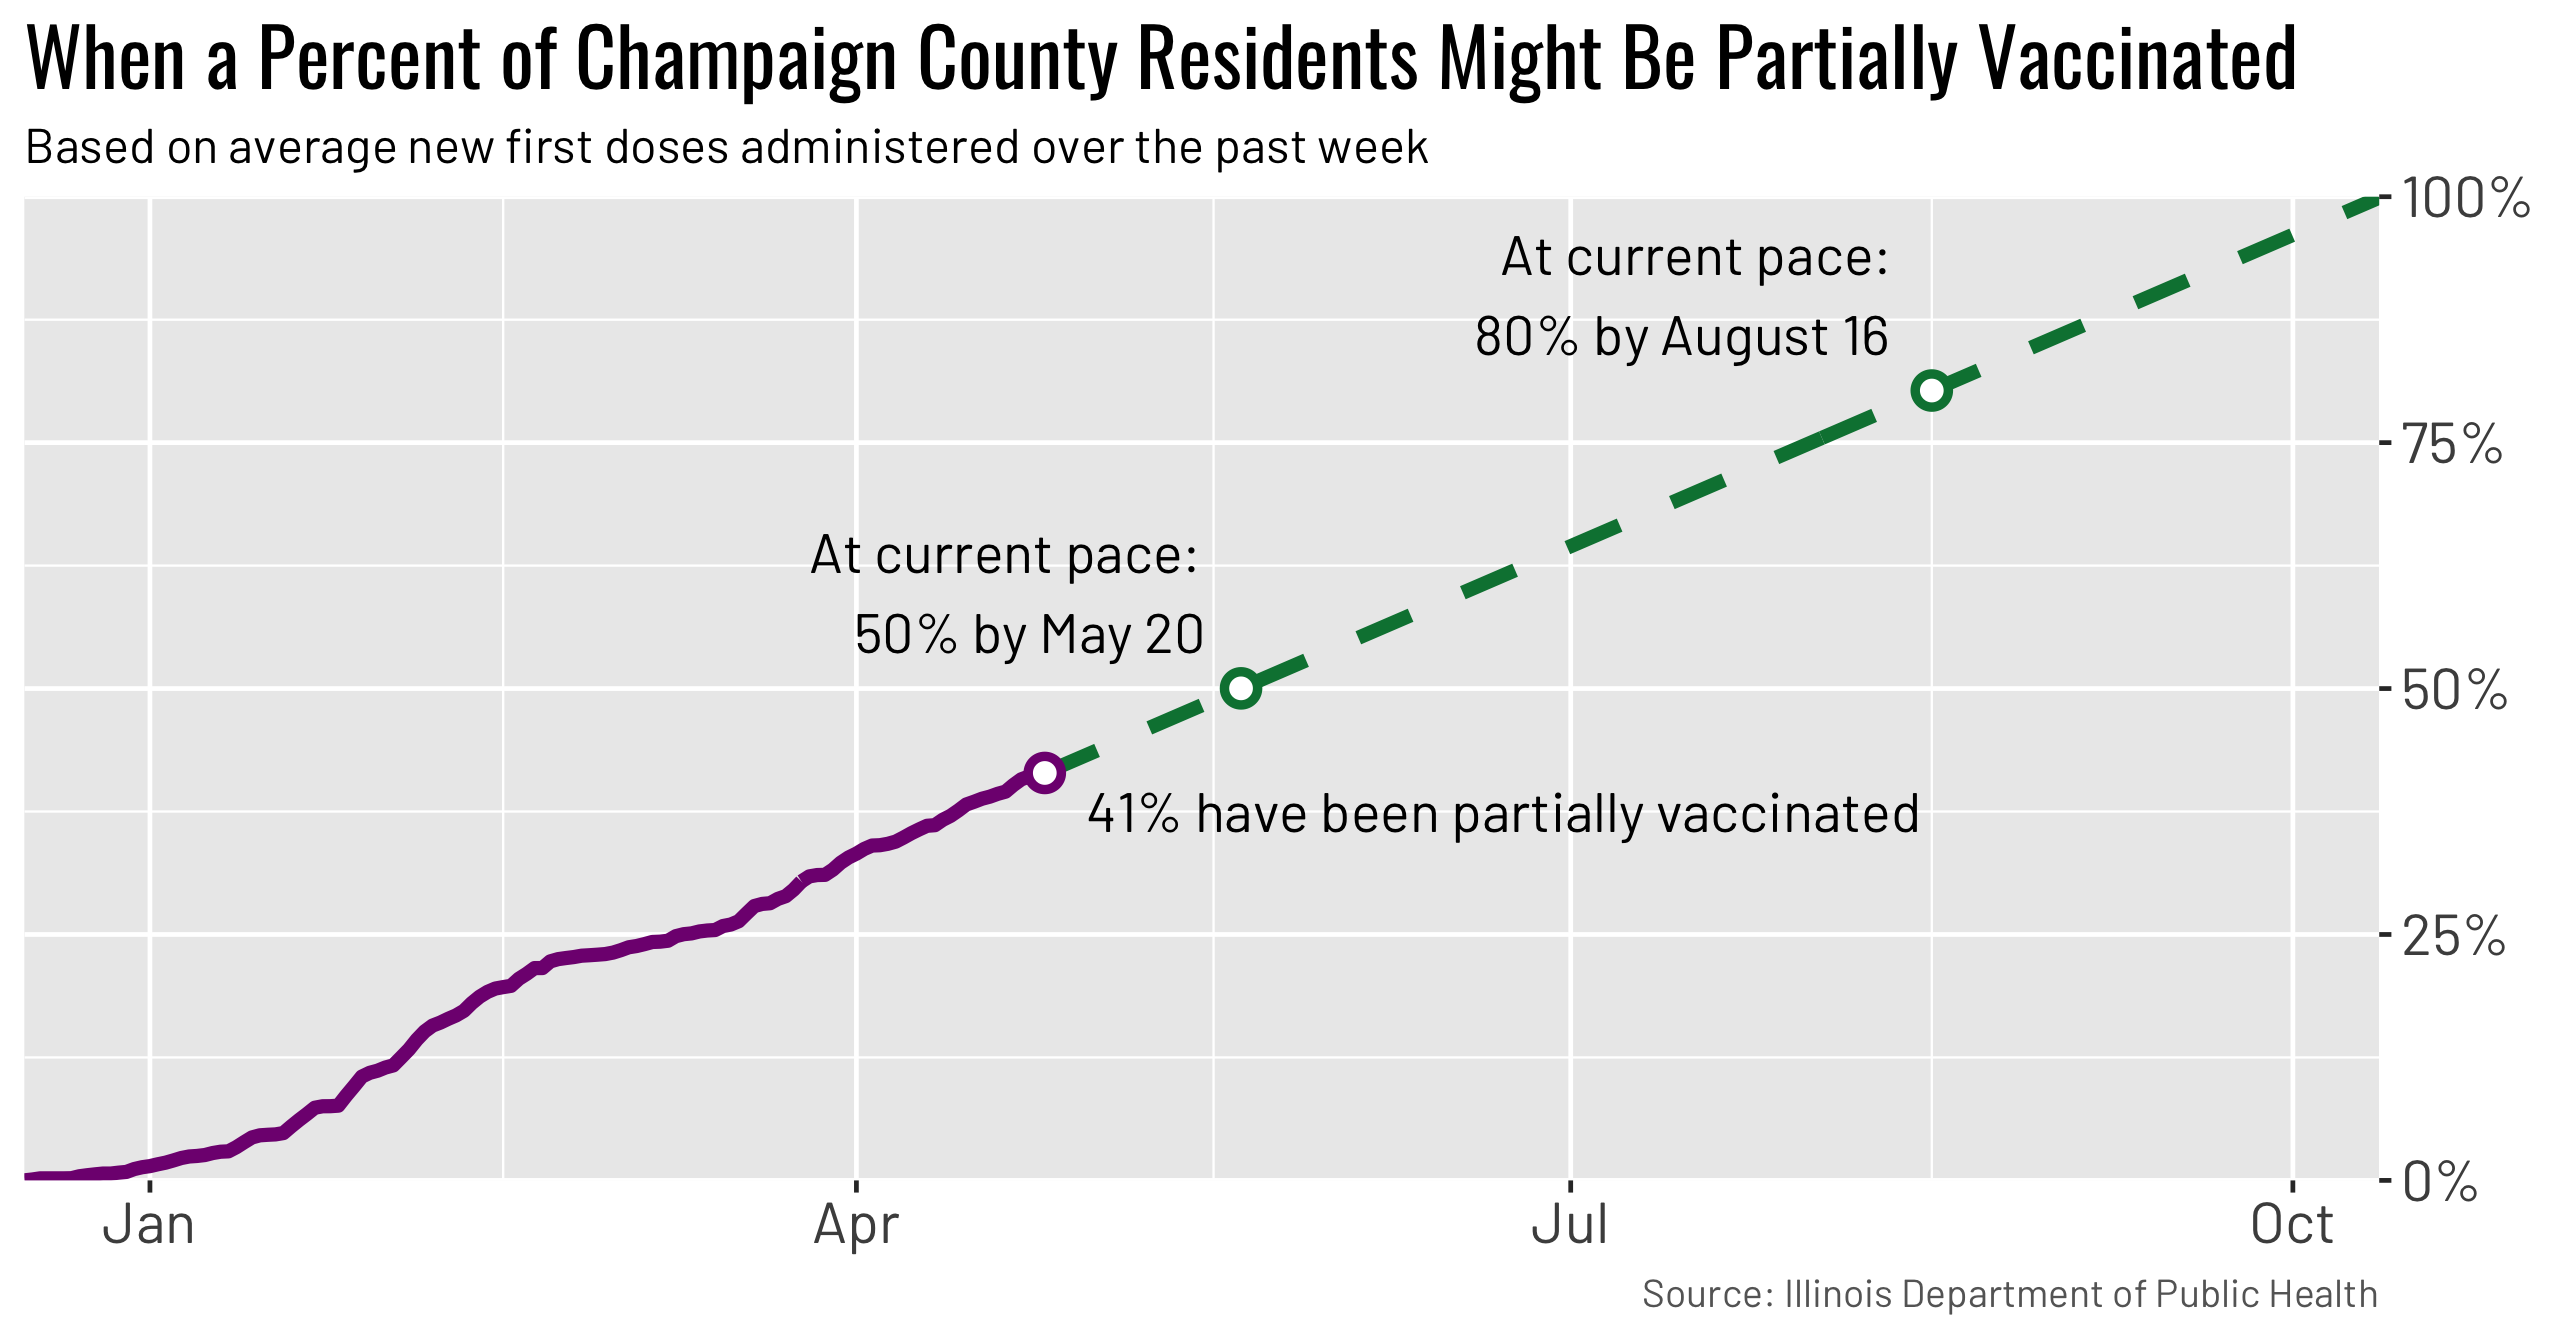 When a Percent of Champaign County Residents Might Be Partially Vaccinated
Based on average new first doses administered over the past week
100%
At current pace:
80% by August 16
75%
At current pace:
50% by May 20
50%
41% have been partially vaccinated
25%
0%
Jan Apr Jul Oct
Source: Illinois Department of Public Health